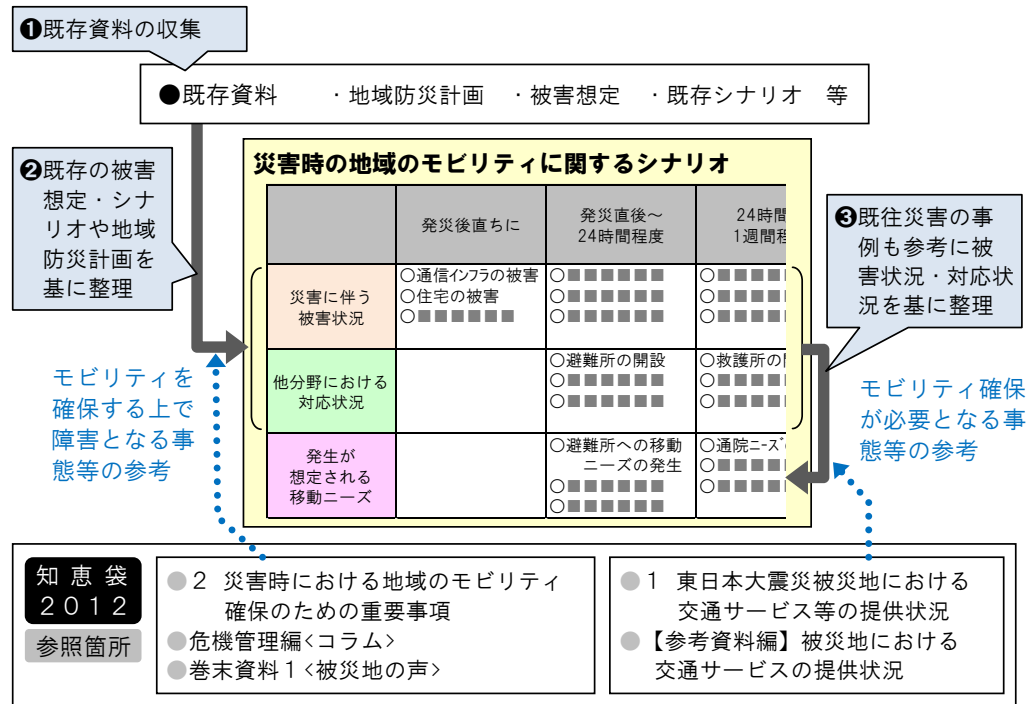 ❶既存資料の収集
●既存資料 ・地域防災計画 ・被害想定 ・既存シナリオ 等
❷既存の被害
想定・シナ
リオや地域
防災計画を
基に整理
災害時の地域のモビリティに関するシナリオ
発災後直ちに
発災直後～
24時間程度
24時間
1週間程
災害に伴う
被害状況
○通信インフラの被害
○住宅の被害
○■■■■■■
○■■■■■■
○■■■■■■
○■■■■■■
○■■■■
○■■■■
○■■■■
他分野における
対応状況
○避難所の開設
○■■■■■■
○■■■■■■
○救護所の
○■■■■
○■■■■
発生が
想定される
移動ニーズ
○避難所への移動
ニーズの発生
○■■■■■■
○■■■■■■
○通院ニーズ
○■■■■
○■■■■
❸既往災害の事
例も参考に被
害状況・対応状
況を基に整理
モビリティを
確保する上で
障害となる事
態等の参考
モビリティ確保
が必要となる事
態等の参考
知恵袋
2012
参照箇所
●2 災害時における地域のモビリティ
確保のための重要事項
●危機管理編<コラム>
●巻末資料1<被災地の声>
●1 東日本大震災被災地における
交通サービス等の提供状況
●【参考資料編】被災地における
交通サービスの提供状況